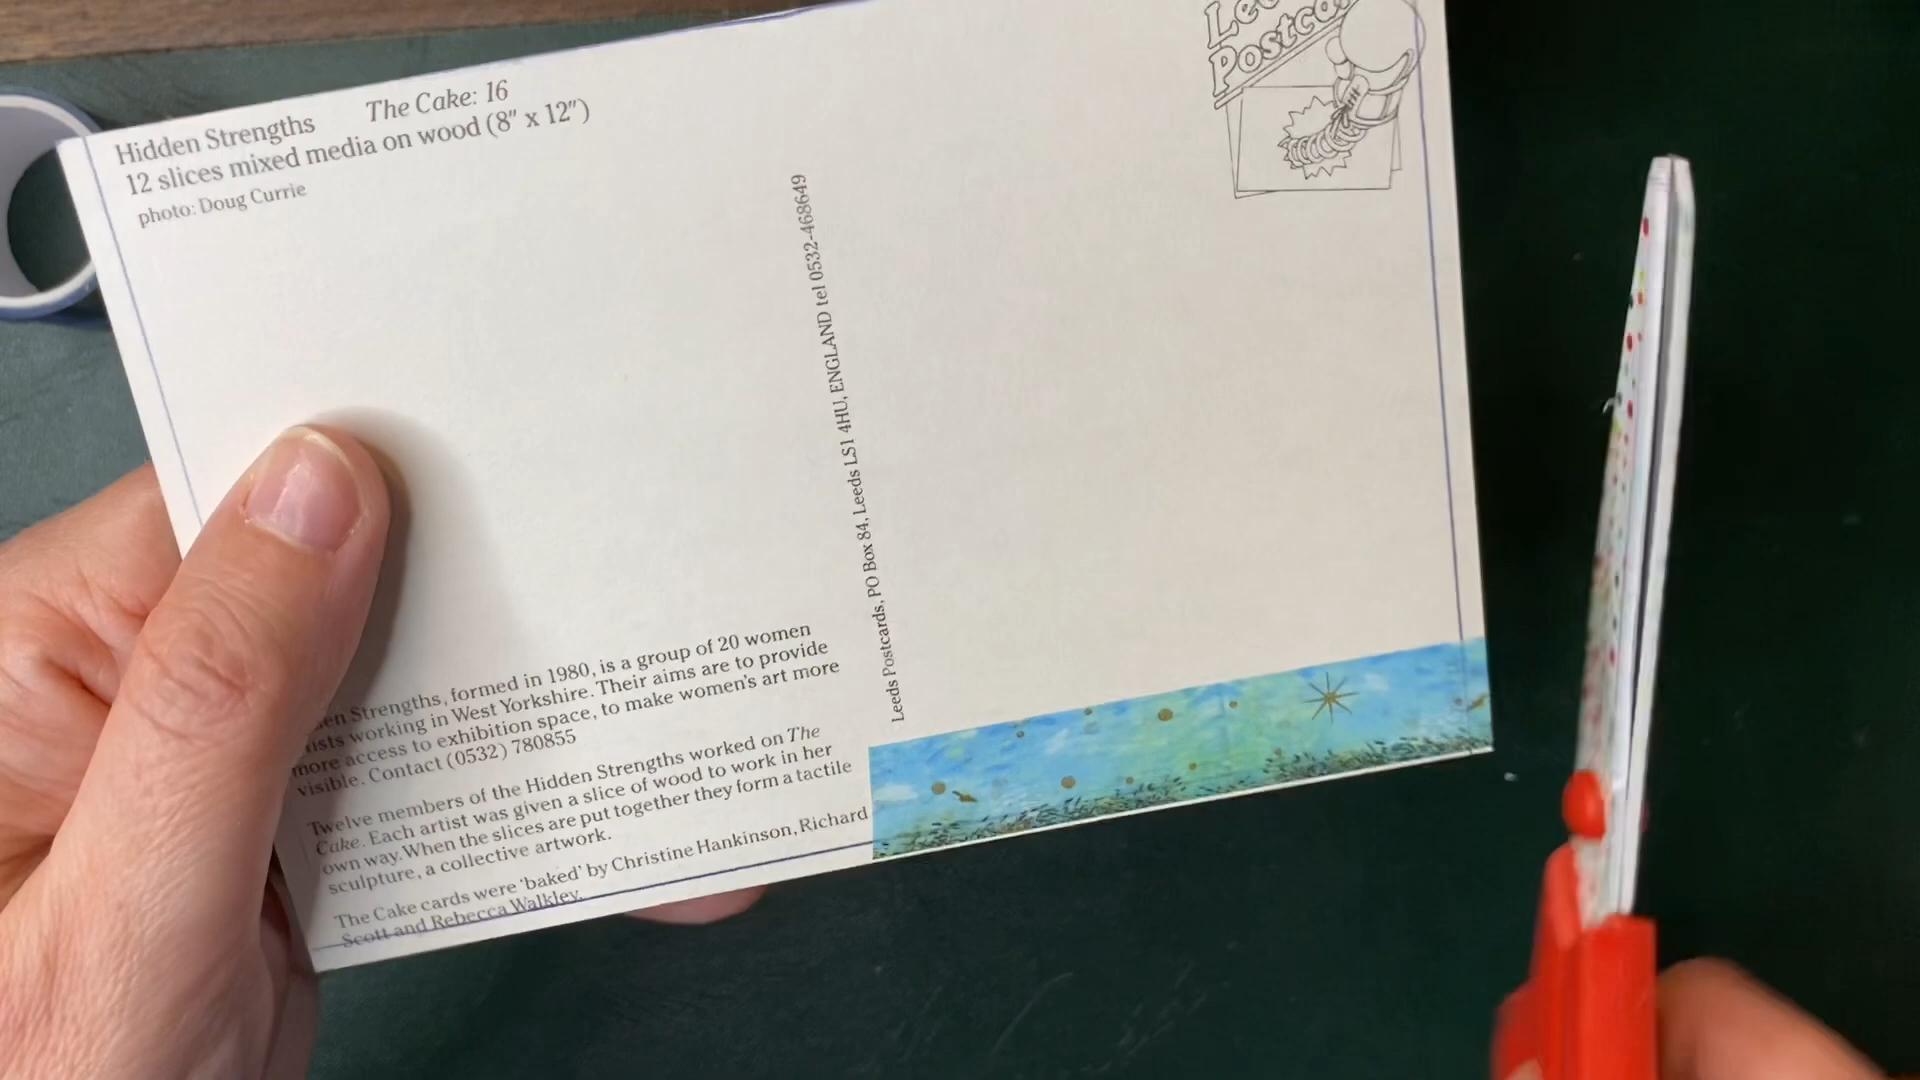 The Cake: 16
Hidden Strengths
12 slices mixed media on wood (8" x 12")
photo: Doug Currie
Postca
Leeds Postcards, PO Box 84, Leeds LS1 4HU, ENGLAND tel 0532-468649
Strengths, formed in 1980, is a group of 20 women
working in West Yorkshire. Their aims are to provide
more access to exhibition space, to make women's art more
visible. Contact (0532) 780855
Twelve members of the Hidden Strengths worked on The
Cake. Each artist was given a slice of wood to work in her
own way. When the slices are put together they form a tactile
sculpture, a collective artwork.
The Cake cards were 'baked' by Christine Hankinson, Richard
Scott and Rebecca Walkley.